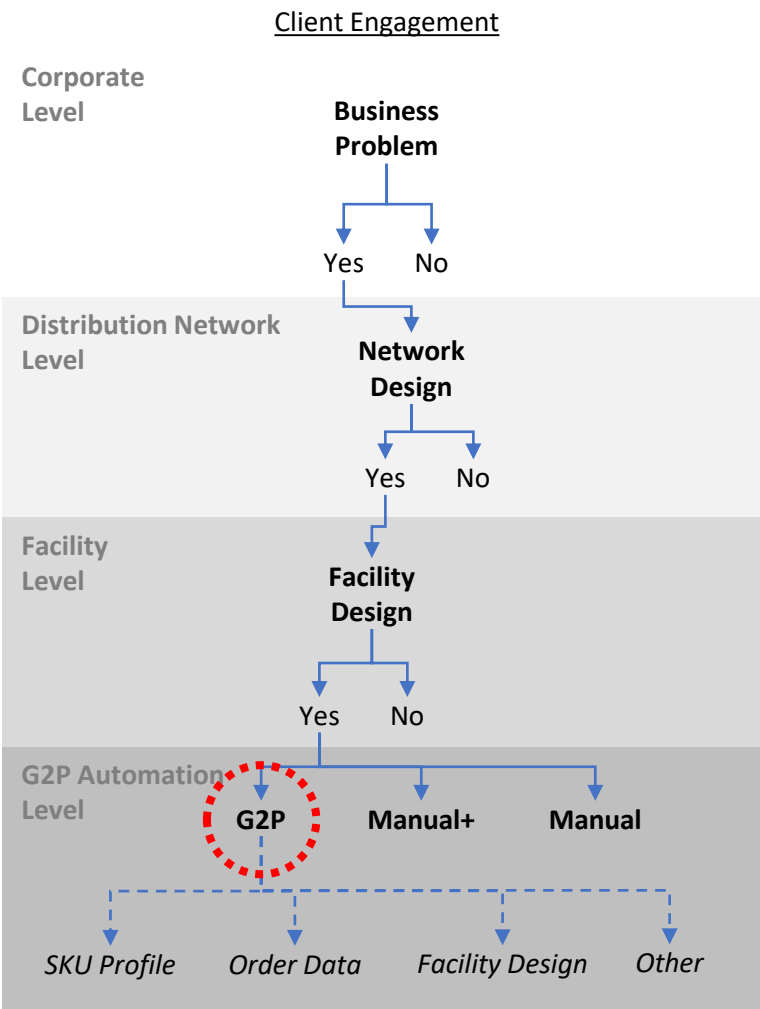 Client Engagement
Corporate
Level
Business
Problem
Yes No
Distribution Network
Level
Network
Design
Yes No
Facility
Level
Facility
Design
Yes No
G2P Automation
Level
G2P Manual+ Manual
SKU Profile Order Data Facility Design Other